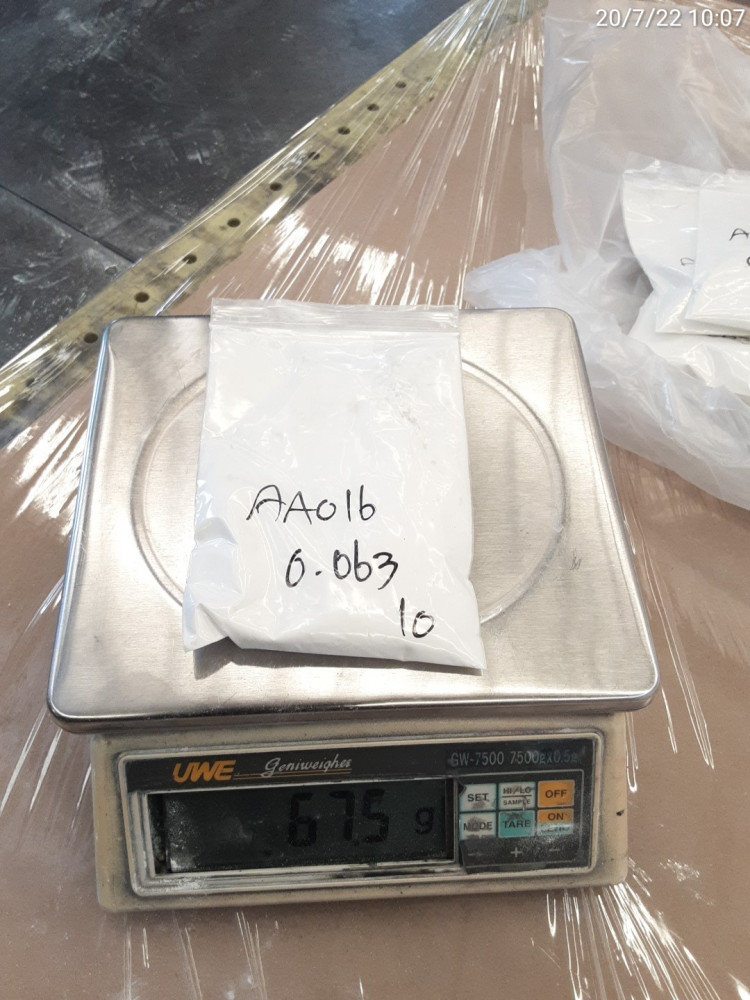 20/7/22 10:07
AA016
0.063
10
UWE Geniweigher GW-7500 7500gx0.5g
67.5 g
SET HI/LO SAMPLE OFF
MODE TARE ON